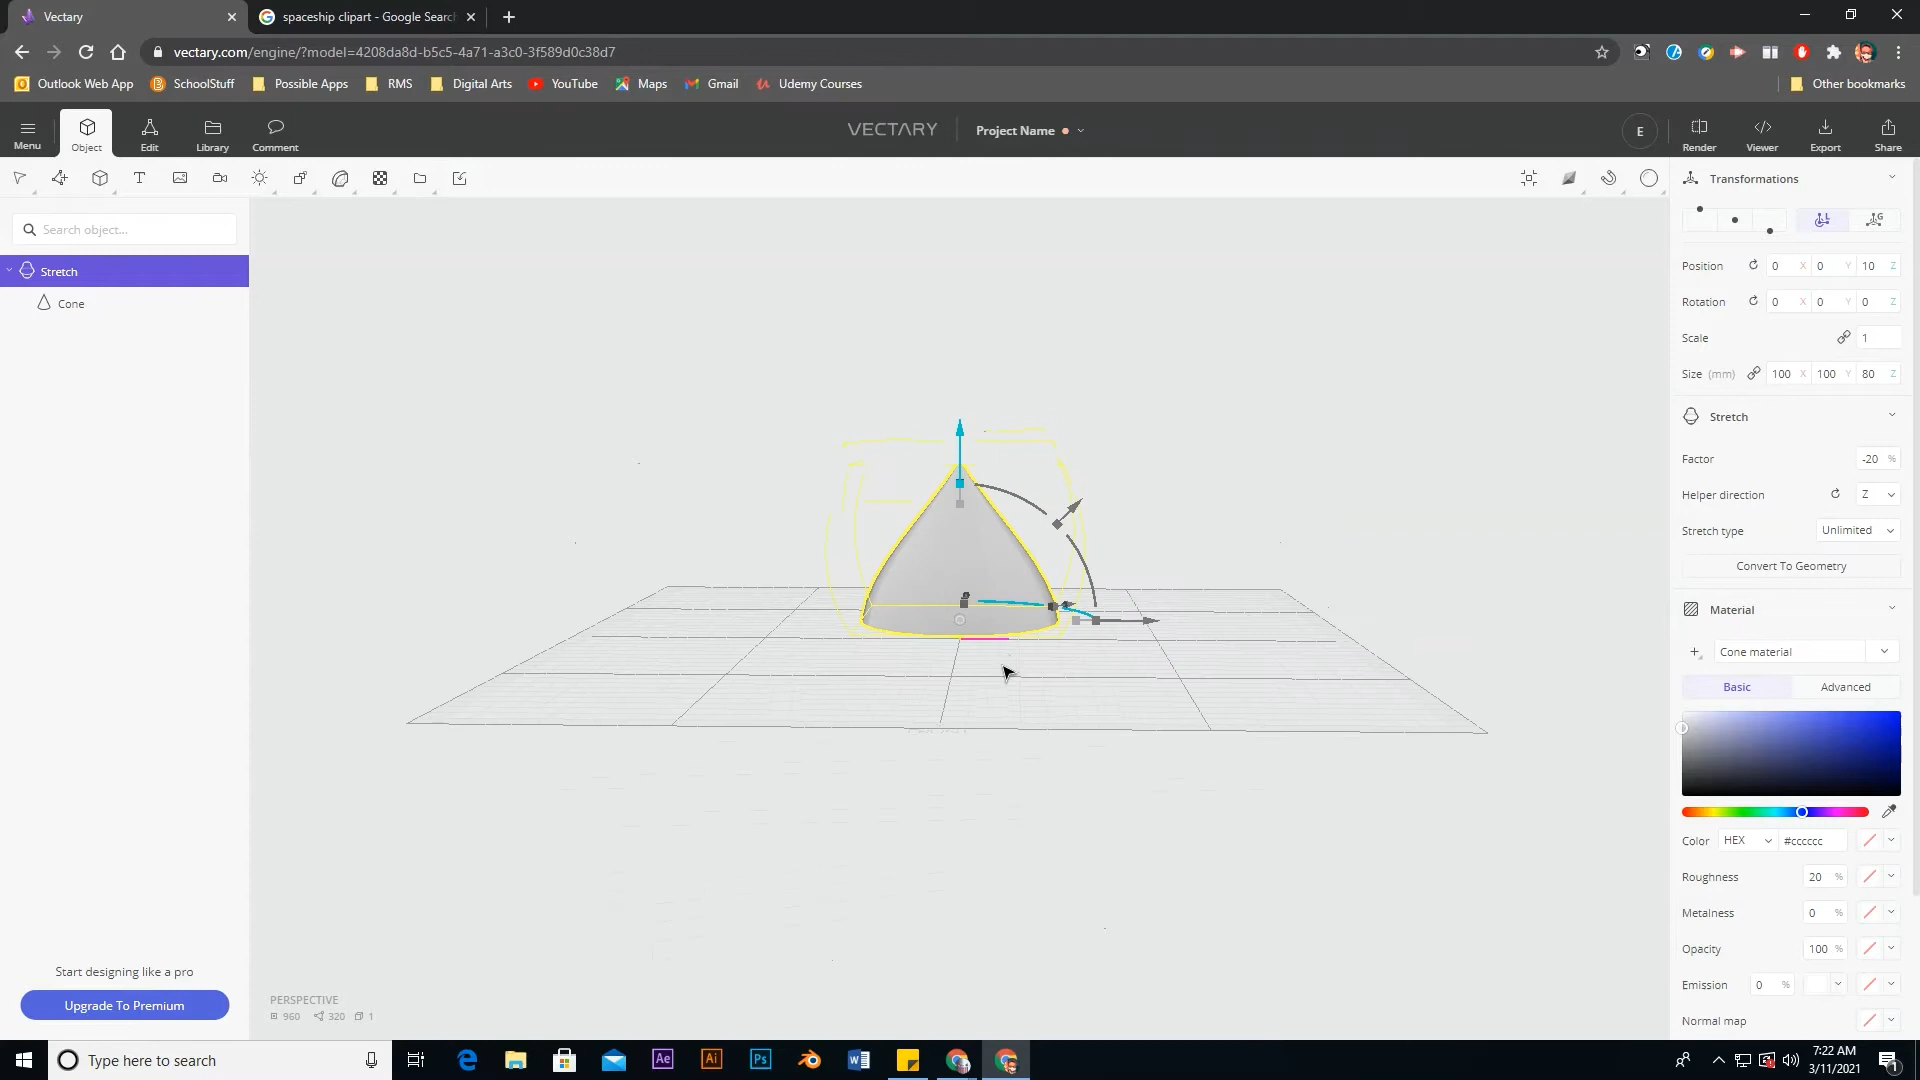 Vectary
spaceship clipart - Google Search
vectary.com/engine/?model=4208da8d-b5c5-4a71-a3c0-3f589d0c38d7
Outlook Web App
SchoolStuff
Possible Apps
RMS
Digital Arts
YouTube
Maps
Gmail
Udemy Courses
Other bookmarks
Menu
Object
Edit
Library
Comment
VECTARY
Project Name
E
Render
Viewer
Export
Share
Search object...
Stretch
Cone
Transformations
L
G
Position 0 X 0 Y 10 Z
Rotation 0 X 0 Y 0 Z
Scale 1
Size (mm) 100 X 100 Y 80 Z
Stretch
Factor -20 %
Helper direction Z
Stretch type Unlimited
Convert To Geometry
Material
Cone material
Basic Advanced
Color HEX #cccccc
Roughness 20 %
Metalness 0 %
Opacity 100 %
Emission 0 %
Normal map
Start designing like a pro
Upgrade To Premium
PERSPECTIVE
960 320 1
Type here to search
Ae
Ai
Ps
7:22 AM
3/11/2021
1